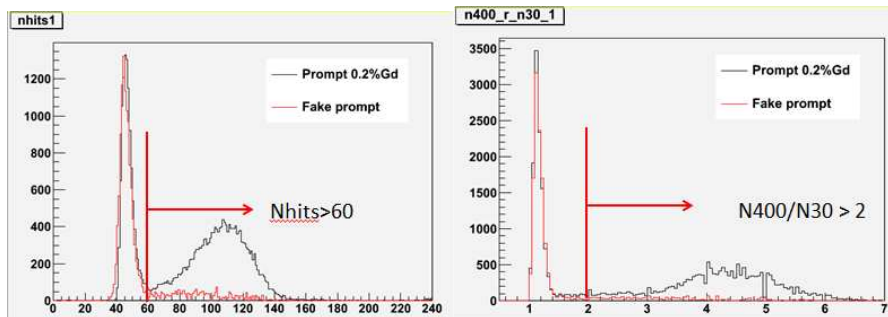 nhits1
1200
1000
800
600
400
200
0
Prompt 0.2%Gd
Fake prompt
Nhits>60
0 20 40 60 80 100 120 140 160 180 200 220 240
n400_r_n30_1
3500
3000
2500
2000
1500
1000
500
0
Prompt 0.2%Gd
Fake prompt
N400/N30 > 2
0 1 2 3 4 5 6 7